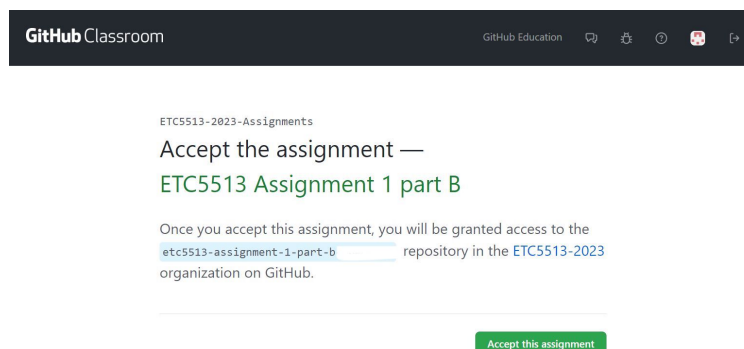 GitHub Classroom
GitHub Education
ETC5513-2023-Assignments
Accept the assignment —
ETC5513 Assignment 1 part B
Once you accept this assignment, you will be granted access to the
etc5513-assignment-1-part-b repository in the ETC5513-2023
organization on GitHub.
Accept this assignment